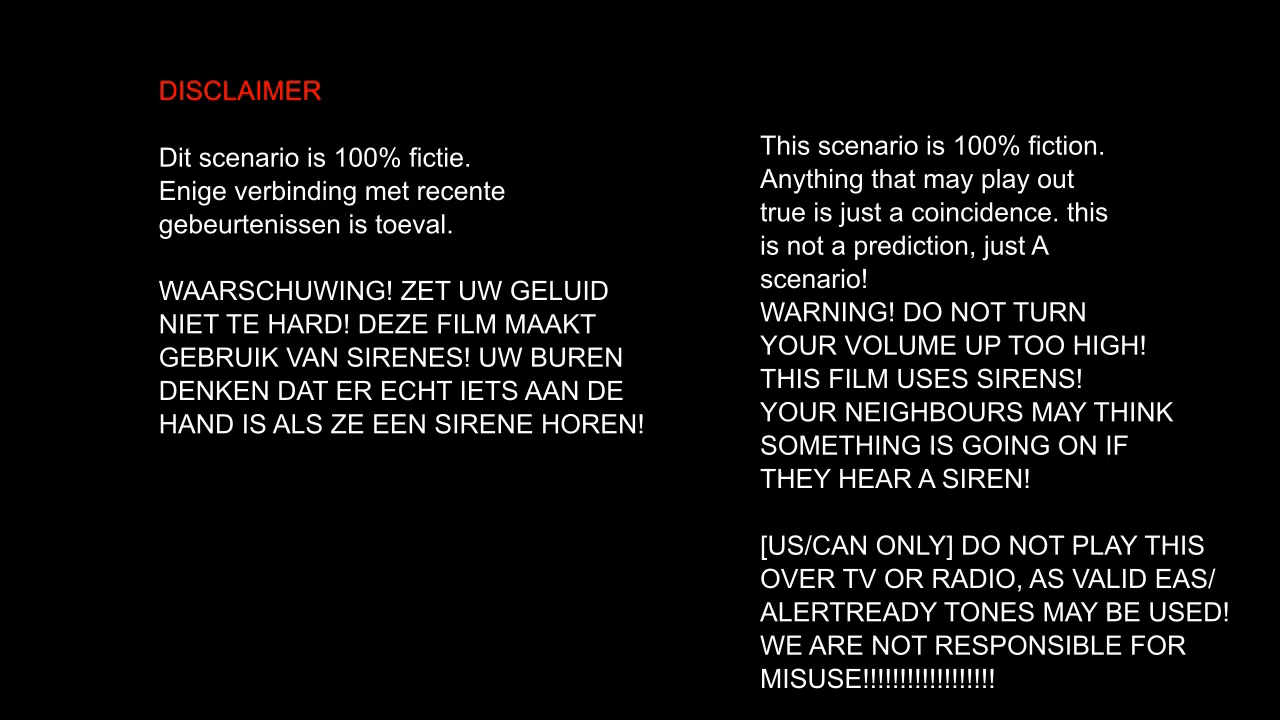 DISCLAIMER
Dit scenario is 100% fictie.
Enige verbinding met recente
gebeurtenissen is toeval.
WAARSCHUWING! ZET UW GELUID
NIET TE HARD! DEZE FILM MAAKT
GEBRUIK VAN SIRENES! UW BUREN
DENKEN DAT ER ECHT IETS AAN DE
HAND IS ALS ZE EEN SIRENE HOREN!
This scenario is 100% fiction.
Anything that may play out
true is just a coincidence. this
is not a prediction, just A
scenario!
WARNING! DO NOT TURN
YOUR VOLUME UP TOO HIGH!
THIS FILM USES SIRENS!
YOUR NEIGHBOURS MAY THINK
SOMETHING IS GOING ON IF
THEY HEAR A SIREN!
[US/CAN ONLY] DO NOT PLAY THIS
OVER TV OR RADIO, AS VALID EAS/
ALERTREADY TONES MAY BE USED!
WE ARE NOT RESPONSIBLE FOR
MISUSE!!!!!!!!!!!!!!!!!!